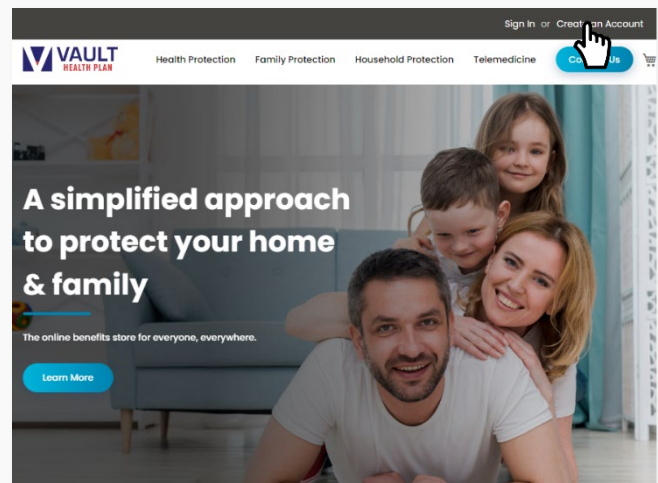 Sign In or Create an Account
VAULT
HEALTH PLAN
Health Protection Family Protection Household Protection Telemedicine
A simplified approach
to protect your home
& family
The online benefits store for everyone, everywhere.
Learn More